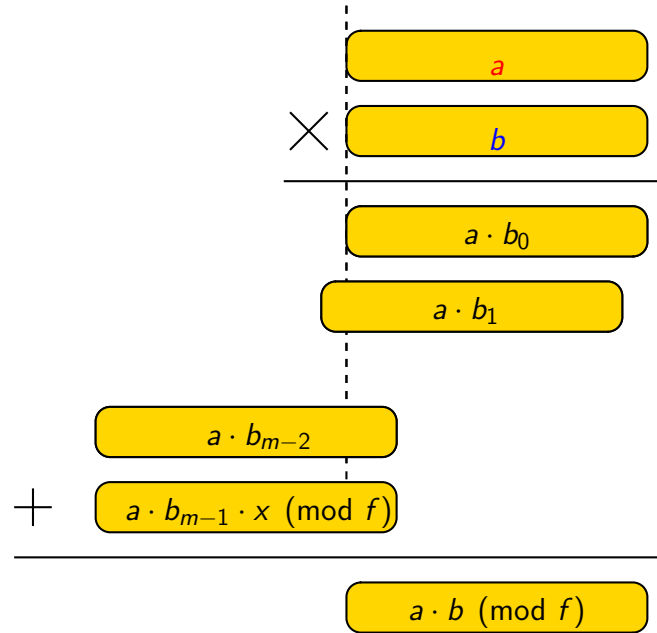 a
× b
a · b₀
a · b₁
a · bₘ₋₂
+ a · bₘ₋₁ · x (mod f)
a · b (mod f)